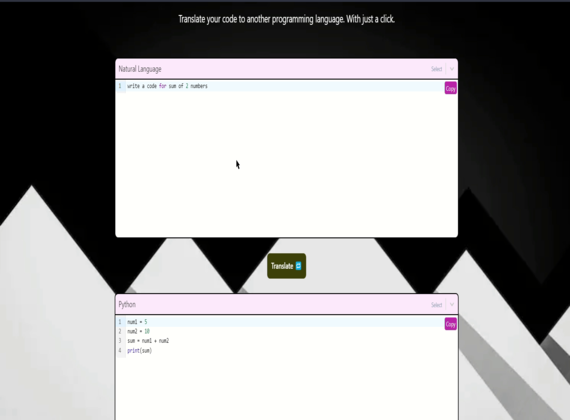 Translate your code to another programming language. With just a click.
Natural Language
Select
1 write a code for sum of 2 numbers
Copy
Translate
Python
Select
1 num1 = 5
Copy
2 num2 = 10
3 sum = num1 + num2
4 print(sum)